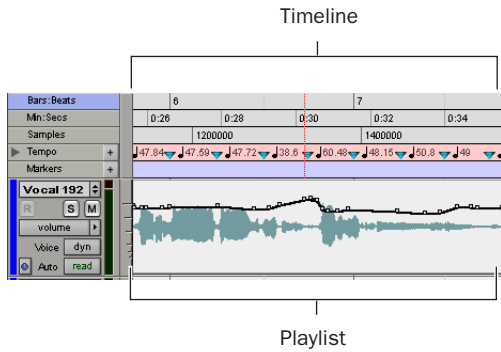 Timeline
Bars:Beats 6 7
Min:Secs 0:26 0:28 0:30 0:32 0:34
Samples 1200000 1400000
Tempo + 47.84 47.59 47.72 38.6 60.48 48.15 50.8 49
Markers +
Vocal 192
R S M
volume
Voice dyn
Auto read
Playlist